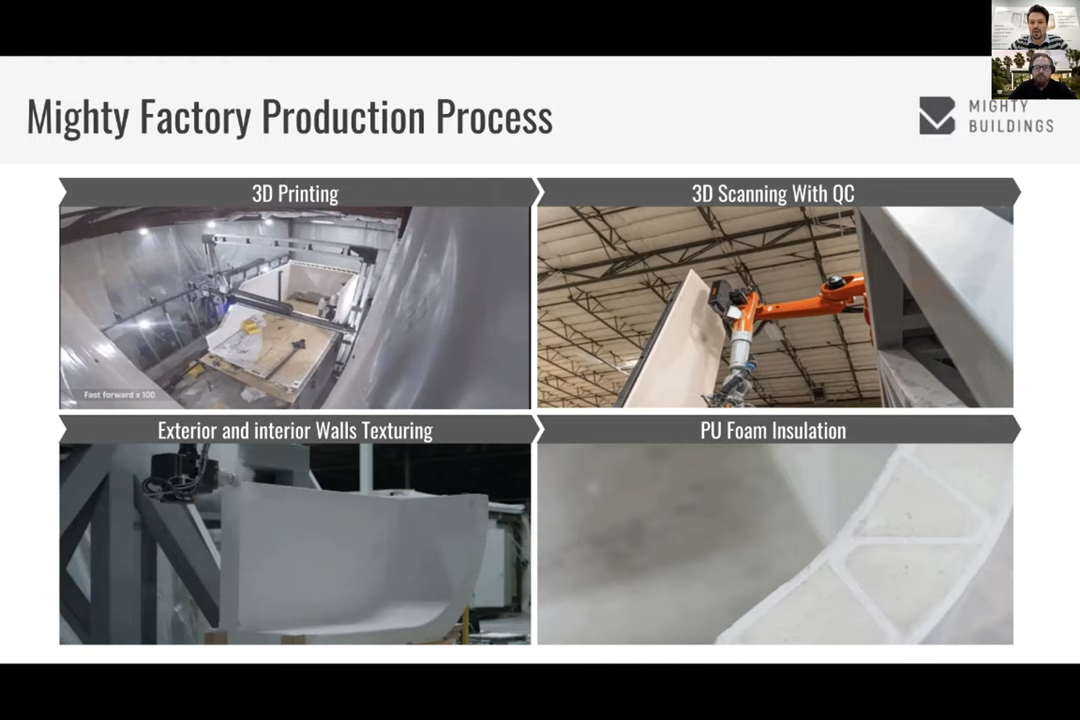 Mighty Factory Production Process
MIGHTY
BUILDINGS
3D Printing
3D Scanning With QC
Fast forward x 100
Exterior and interior Walls Texturing
PU Foam Insulation